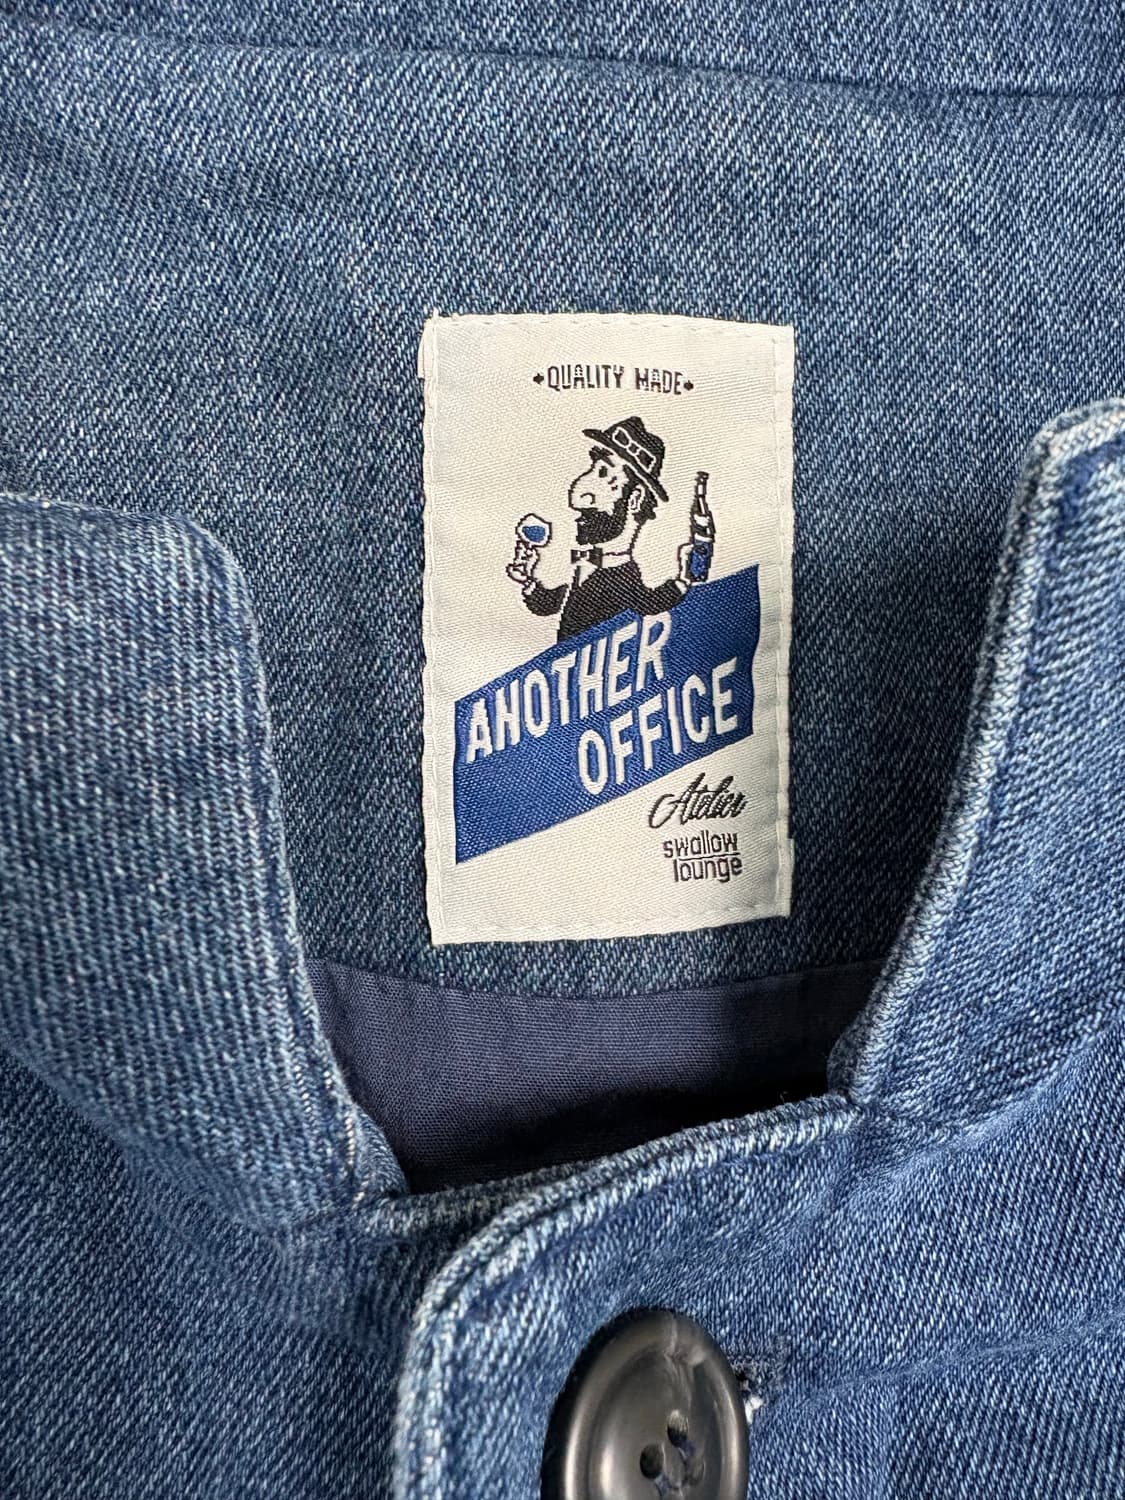 QUALITY MADE
ANOTHER
OFFICE
Atelier
swallow
lounge